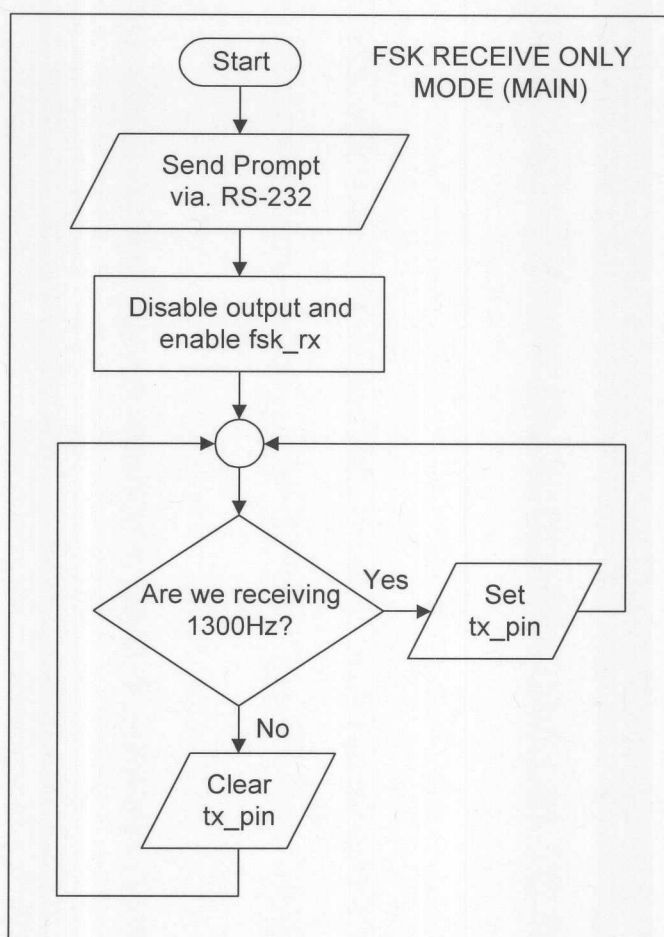 FSK RECEIVE ONLY
MODE (MAIN)
Start
Send Prompt
via. RS-232
Disable output and
enable fsk_rx
Are we receiving
1300Hz?
Yes
Set
tx_pin
No
Clear
tx_pin